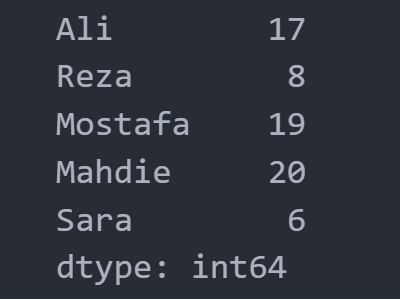 Ali        17
Reza        8
Mostafa    19
Mahdie     20
Sara        6
dtype: int64